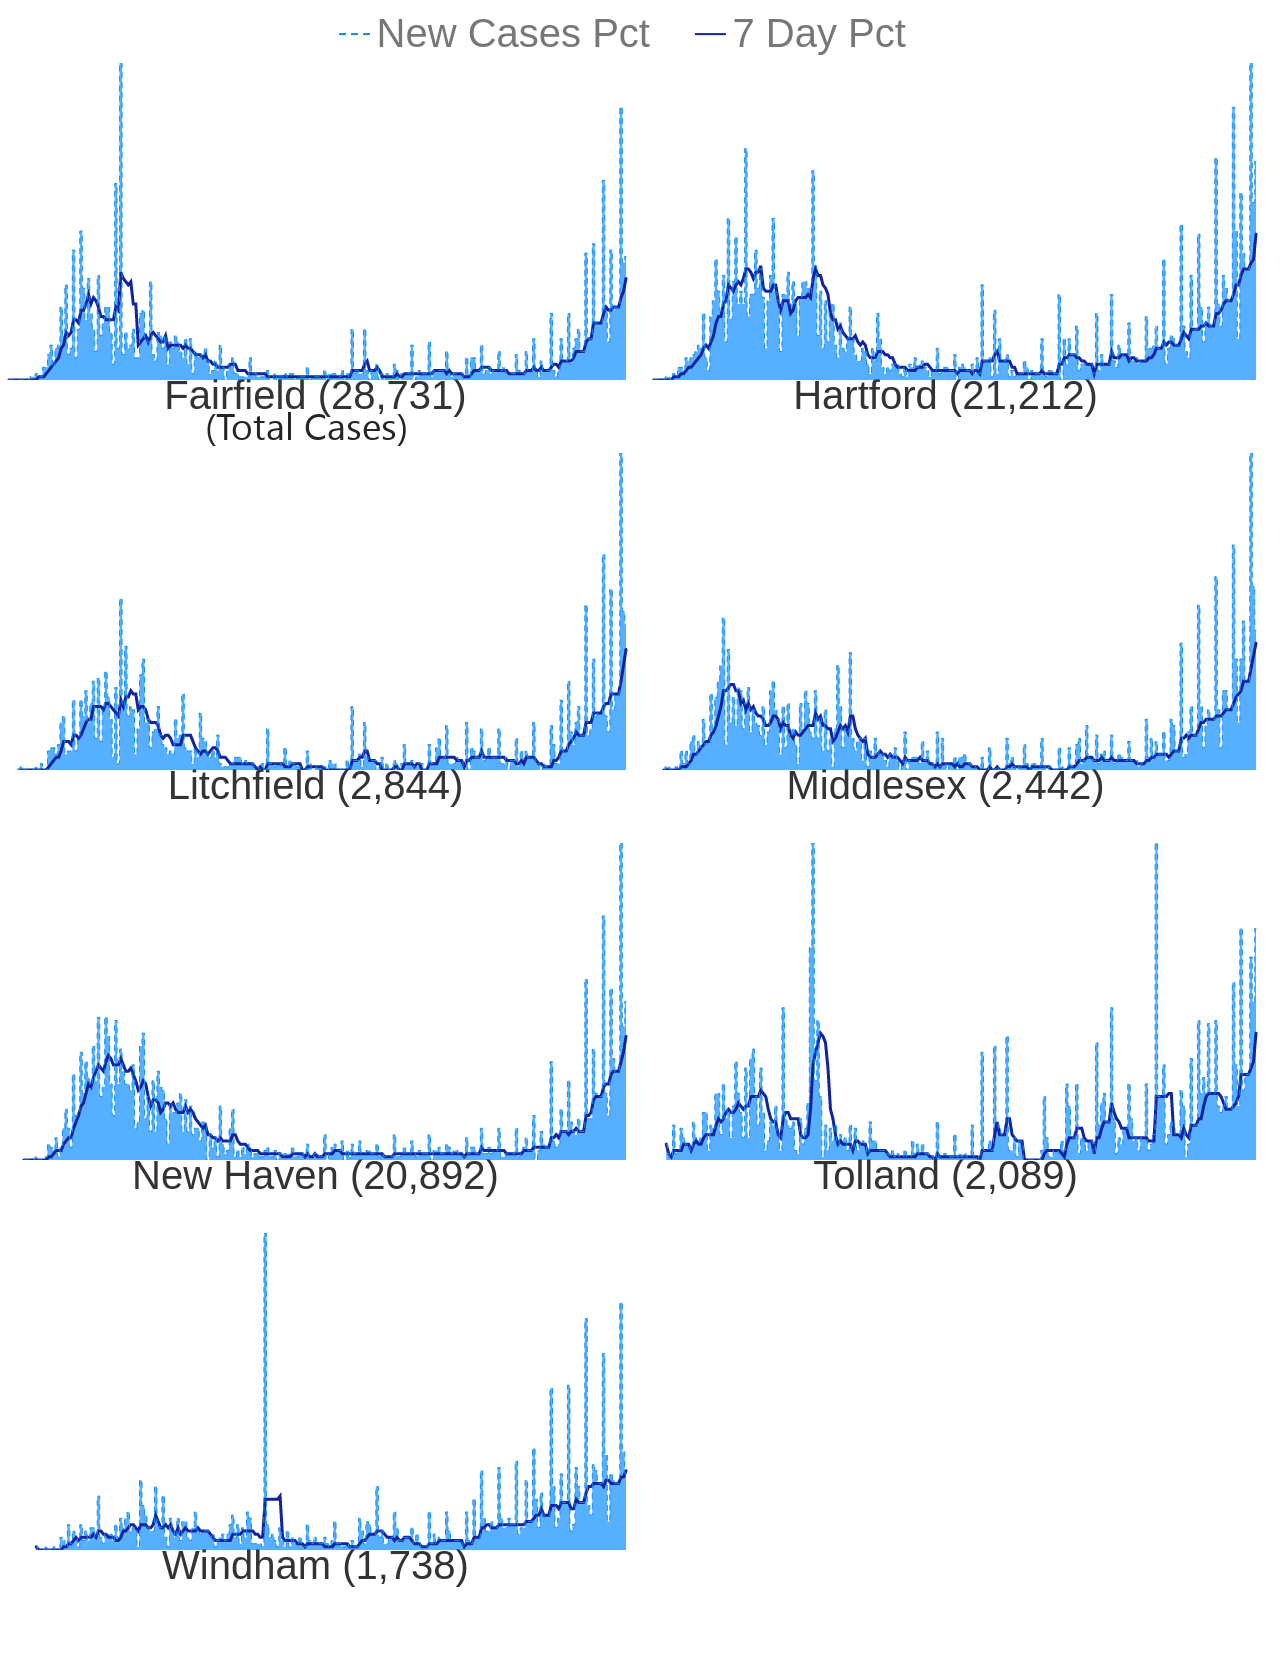 New Cases Pct 7 Day Pct
Fairfield (28,731) Hartford (21,212)
(Total Cases)
Litchfield (2,844) Middlesex (2,442)
New Haven (20,892) Tolland (2,089)
Windham (1,738)